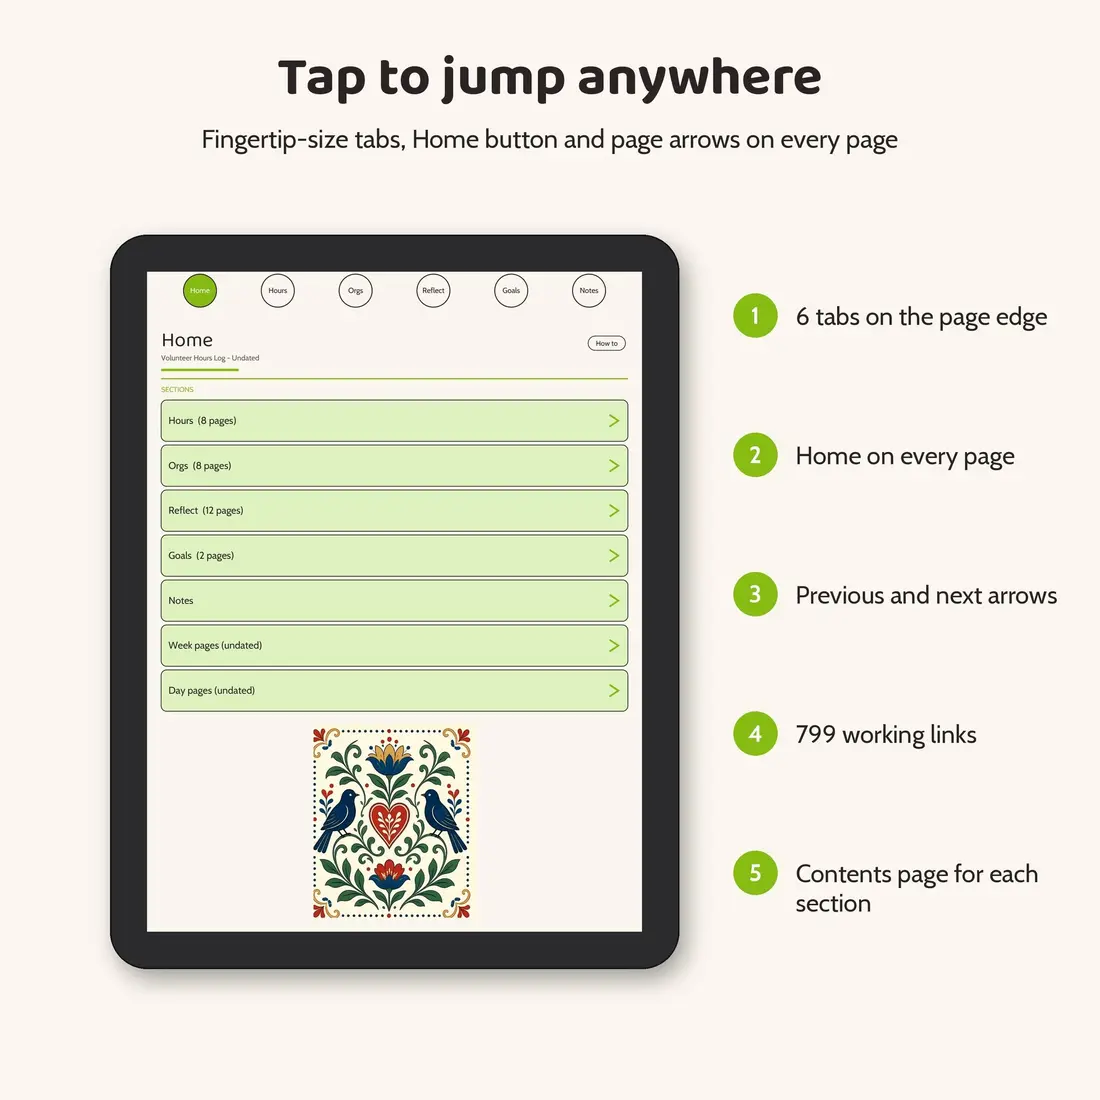 Tap to jump anywhere
Fingertip-size tabs, Home button and page arrows on every page
Home
Hours
Orgs
Reflect
Goals
Notes
Home
How to
Volunteer Hours Log - Undated
SECTIONS
Hours (8 pages)
Orgs (8 pages)
Reflect (12 pages)
Goals (2 pages)
Notes
Week pages (undated)
Day pages (undated)
1 6 tabs on the page edge
2 Home on every page
3 Previous and next arrows
4 799 working links
5 Contents page for each
section